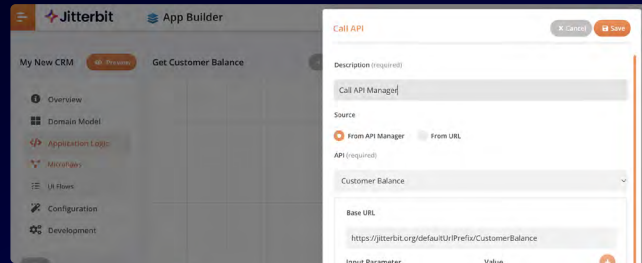 Jitterbit
App Builder
My New CRM
Preview
Get Customer Balance
Overview
Domain Model
Application Logic
Microflows
UI Flows
Configuration
Development
Call API
X Cancel
Save
Description (required)
Call API Manager
Source
From API Manager
From URL
API (required)
Customer Balance
Base URL
https://jitterbit.org/defaultUrlPrefix/CustomerBalance
Input Parameter
Value